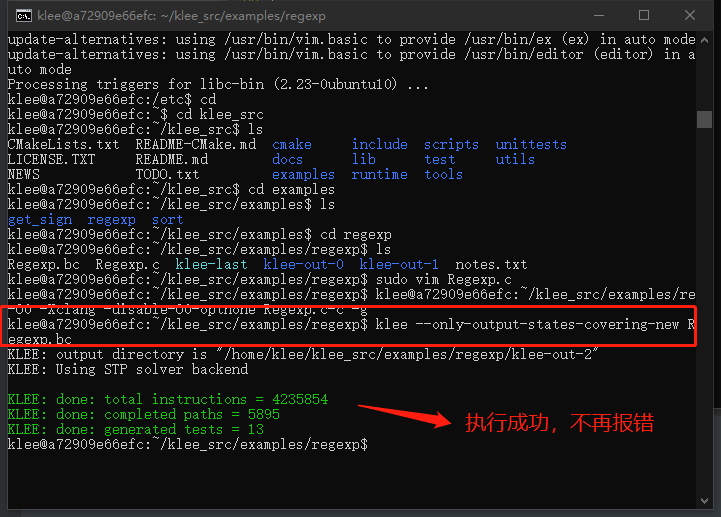 klee@a72909e66efc: ~/klee_src/examples/regexp
update-alternatives: using /usr/bin/vim.basic to provide /usr/bin/ex (ex) in auto mode
update-alternatives: using /usr/bin/vim.basic to provide /usr/bin/editor (editor) in a
uto mode
Processing triggers for libc-bin (2.23-0ubuntu10) ...
klee@a72909e66efc:/etc$ cd
klee@a72909e66efc:~$ cd klee_src
klee@a72909e66efc:~/klee_src$ ls
CMakeLists.txt README-CMake.md cmake include scripts unittests
LICENSE.TXT README.md docs lib test utils
NEWS TODO.txt examples runtime tools
klee@a72909e66efc:~/klee_src$ cd examples
klee@a72909e66efc:~/klee_src/examples$ ls
get_sign regexp sort
klee@a72909e66efc:~/klee_src/examples$ cd regexp
klee@a72909e66efc:~/klee_src/examples/regexp$ ls
Regexp.bc Regexp.c klee-last klee-out-0 klee-out-1 notes.txt
klee@a72909e66efc:~/klee_src/examples/regexp$ sudo vim Regexp.c
klee@a72909e66efc:~/klee_src/examples/regexp$ klee@a72909e66efc:~/klee_src/examples/re
-O0 -Xclang -disable-O0-optnone Regexp.c-c -g
klee@a72909e66efc:~/klee_src/examples/regexp$ klee --only-output-states-covering-new R
egexp.bc
KLEE: output directory is "/home/klee/klee_src/examples/regexp/klee-out-2"
KLEE: Using STP solver backend
KLEE: done: total instructions = 4235854
KLEE: done: completed paths = 5895
KLEE: done: generated tests = 13
klee@a72909e66efc:~/klee_src/examples/regexp$
执行成功，不再报错